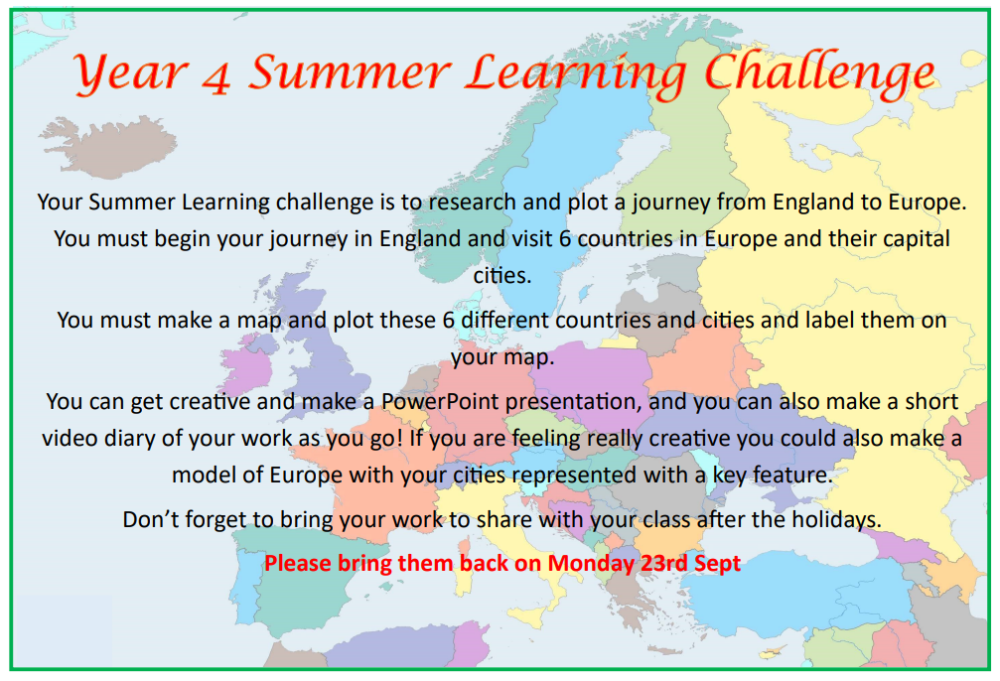 Year 4 Summer Learning Challenge
Your Summer Learning challenge is to research and plot a journey from England to Europe.
You must begin your journey in England and visit 6 countries in Europe and their capital
cities.
You must make a map and plot these 6 different countries and cities and label them on
your map.
You can get creative and make a PowerPoint presentation, and you can also make a short
video diary of your work as you go! If you are feeling really creative you could also make a
model of Europe with your cities represented with a key feature.
Don’t forget to bring your work to share with your class after the holidays.
Please bring them back on Monday 23rd Sept